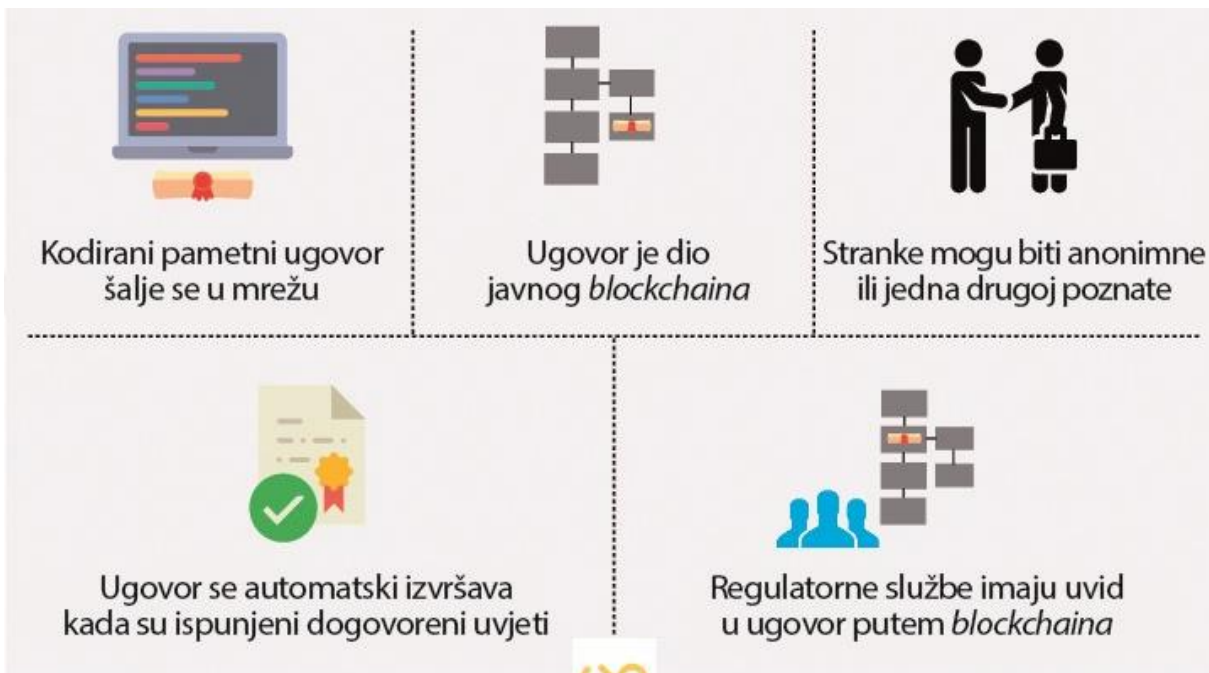 Kodirani pametni ugovor
šalje se u mrežu
Ugovor je dio
javnog blockchaina
Stranke mogu biti anonimne
ili jedna drugoj poznate
Ugovor se automatski izvršava
kada su ispunjeni dogovoreni uvjeti
Regulatorne službe imaju uvid
u ugovor putem blockchaina